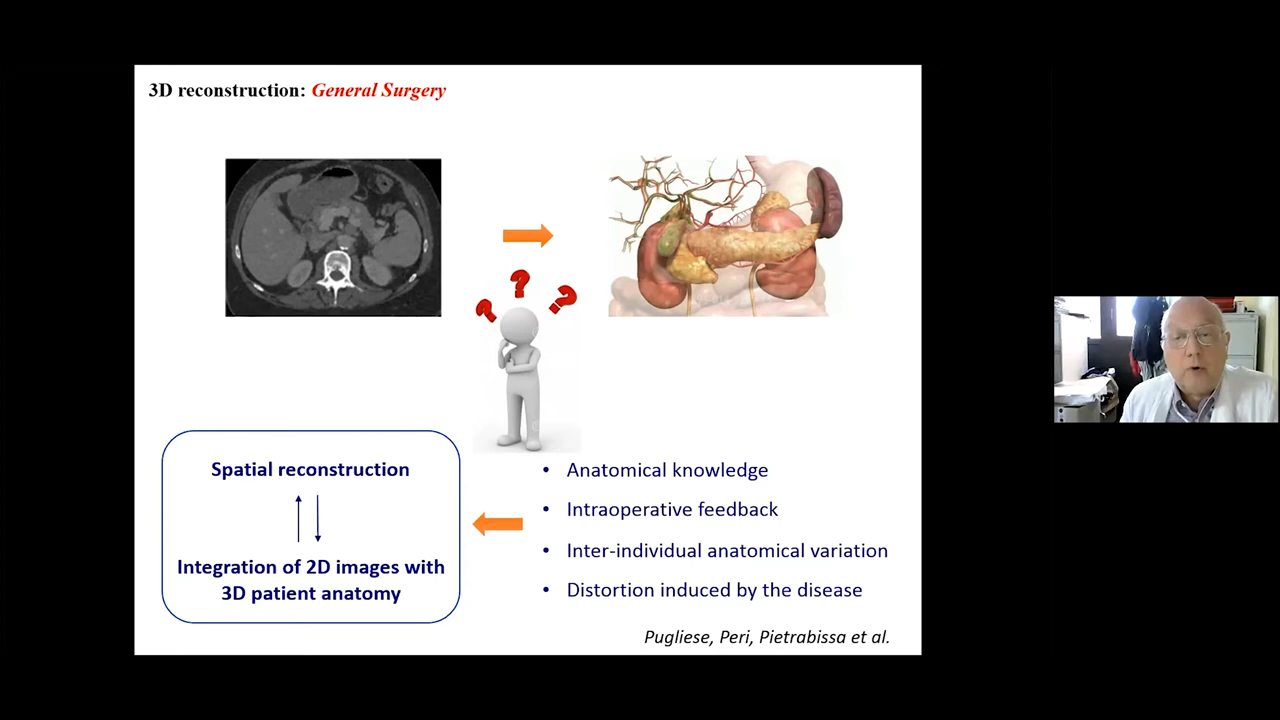 3D reconstruction: General Surgery
? ? ?
Spatial reconstruction
Integration of 2D images with
3D patient anatomy
• Anatomical knowledge
• Intraoperative feedback
• Inter-individual anatomical variation
• Distortion induced by the disease
Pugliese, Peri, Pietrabissa et al.